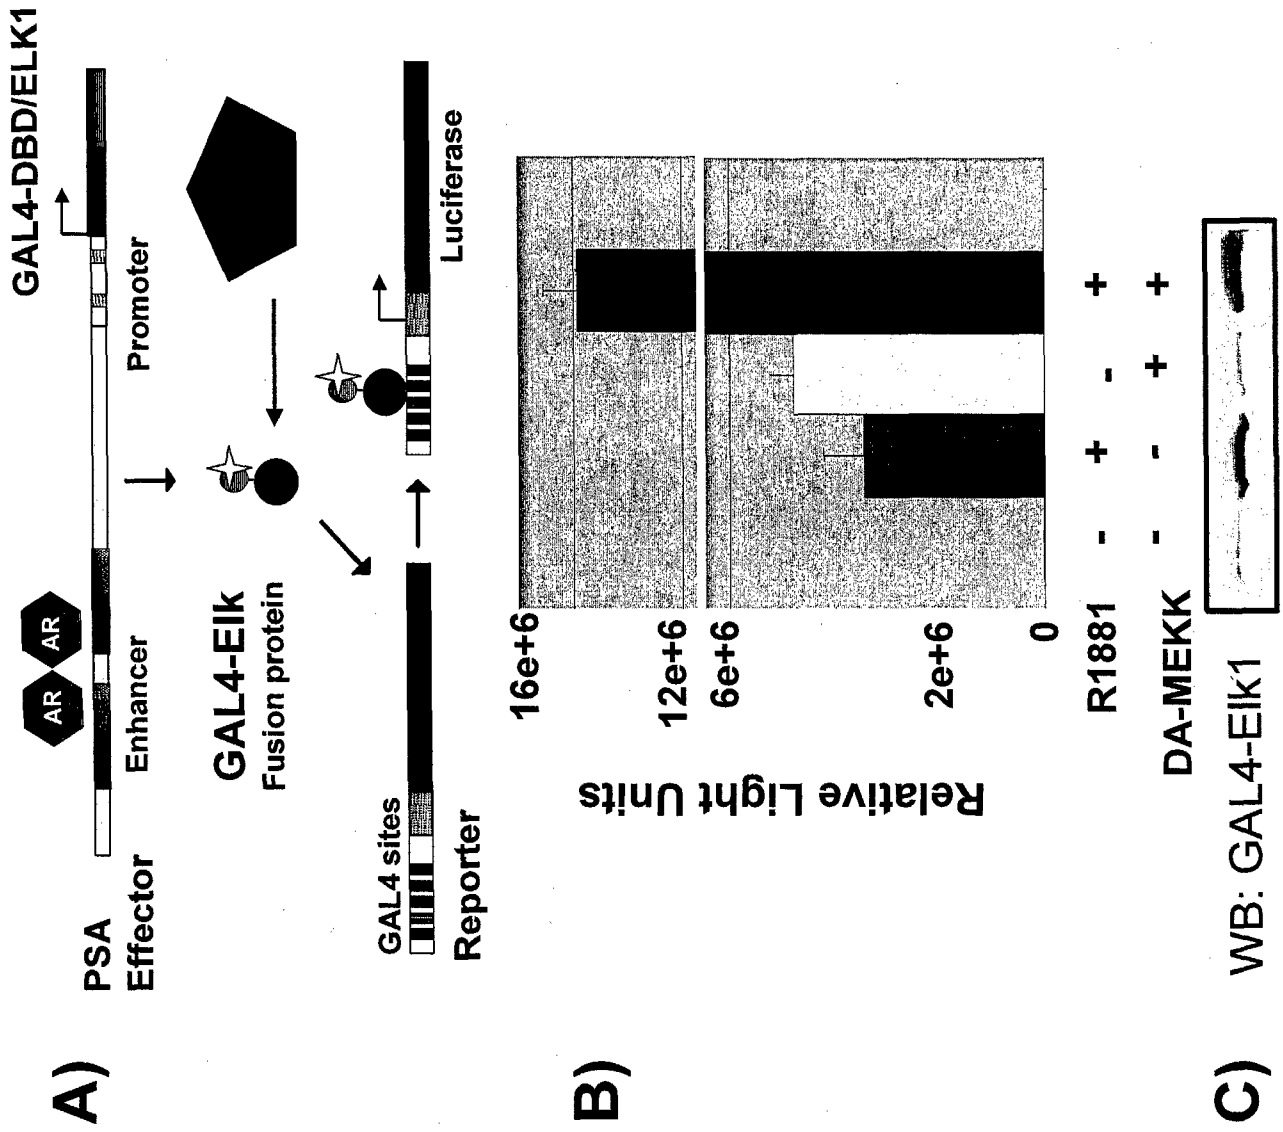 A)
GAL4-DBD/ELK1
AR AR
PSA
Effector
Enhancer
Promoter
GAL4-Elk
Fusion protein
GAL4 sites
Reporter
Luciferase
B)
Relative Light Units
16e+6
12e+6
6e+6
2e+6
0
R1881 - + - +
DA-MEKK - - + +
C)
WB: GAL4-Elk1